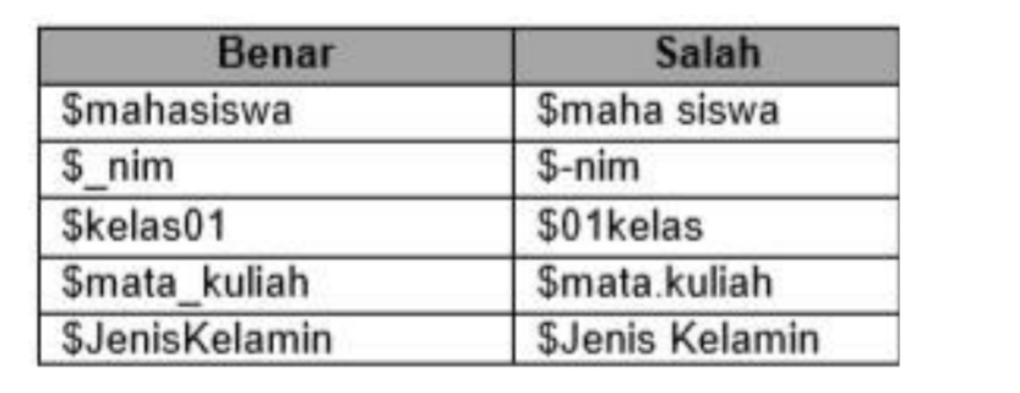 Benar Salah
$mahasiswa $maha siswa
$_nim $-nim
$kelas01 $01kelas
$mata_kuliah $mata.kuliah
$JenisKelamin $Jenis Kelamin